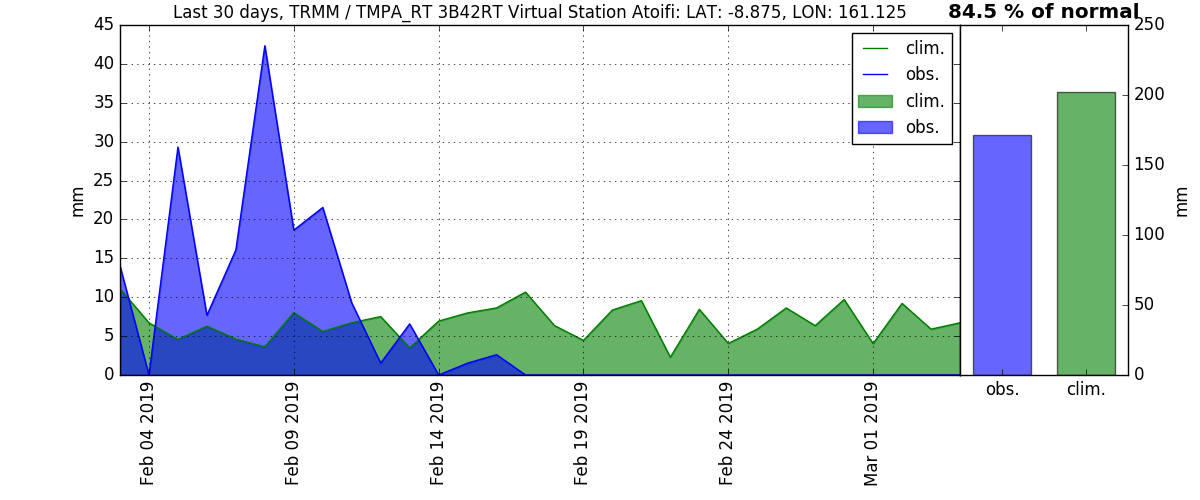 Last 30 days, TRMM / TMPA_RT 3B42RT Virtual Station Atoifi: LAT: -8.875, LON: 161.125
84.5 % of normal
45
40
35
30
25
20
15
10
5
0
mm
clim.
obs.
clim.
obs.
Feb 04 2019
Feb 09 2019
Feb 14 2019
Feb 19 2019
Feb 24 2019
Mar 01 2019
250
200
150
100
50
0
mm
obs.
clim.